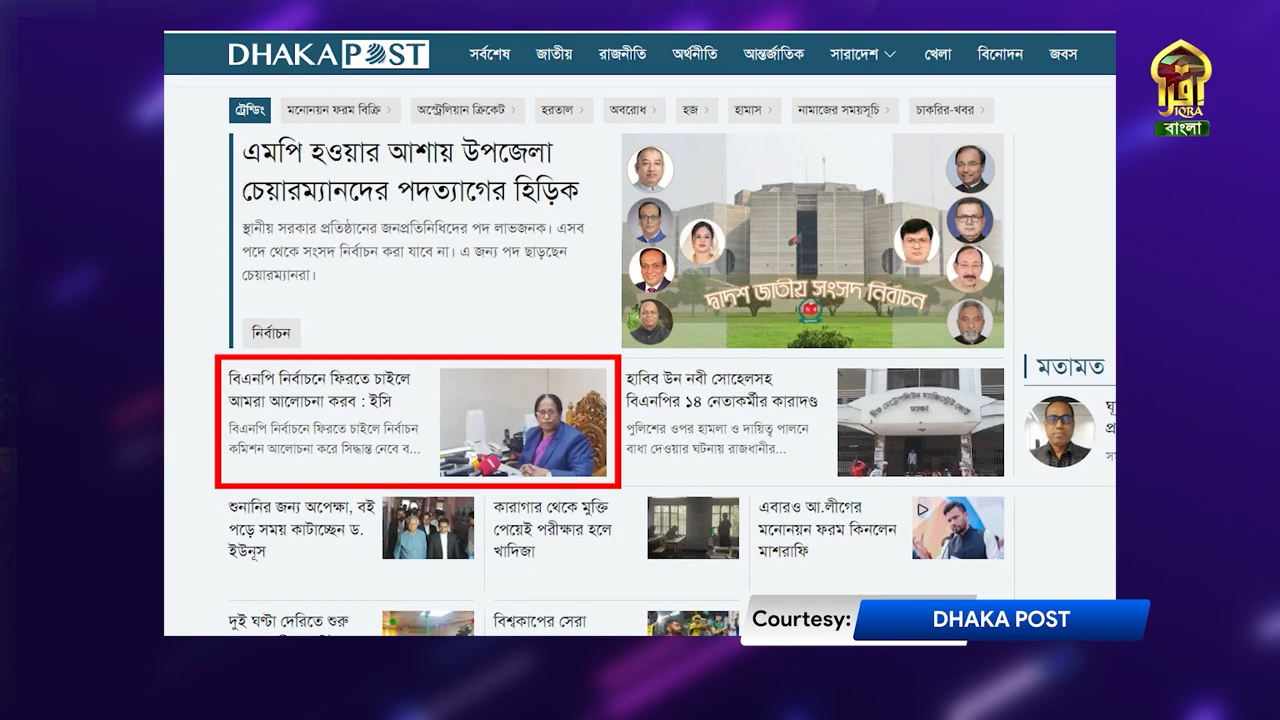 DHAKA POST
সর্বশেষ জাতীয় রাজনীতি অর্থনীতি আন্তর্জাতিক সারাদেশ খেলা বিনোদন জবস
IQRA
বাংলা
ট্রেন্ডিং মনোনয়ন ফরম বিক্রি অস্ট্রেলিয়ান ক্রিকেট হরতাল অবরোধ হজ হামাস নামাজের সময়সূচি চাকরির-খবর
এমপি হওয়ার আশায় উপজেলা
চেয়ারম্যানদের পদত্যাগের হিড়িক
স্থানীয় সরকার প্রতিষ্ঠানের জনপ্রতিনিধিদের পদ লাভজনক। এসব
পদে থেকে সংসদ নির্বাচন করা যাবে না। এ জন্য পদ ছাড়ছেন
চেয়ারম্যানরা।
নির্বাচন
দ্বাদশ জাতীয় সংসদ নির্বাচন
বিএনপি নির্বাচনে ফিরতে চাইলে
আমরা আলোচনা করব : ইসি
বিএনপি নির্বাচনে ফিরতে চাইলে নির্বাচন
কমিশন আলোচনা করে সিদ্ধান্ত নেবে ব...
হাবিব উন নবী সোহেলসহ
বিএনপির ১৪ নেতাকর্মীর কারাদণ্ড
পুলিশের ওপর হামলা ও দায়িত্ব পালনে
বাধা দেওয়ার ঘটনায় রাজধানীর...
মতামত
শুনানির জন্য অপেক্ষা, বই
পড়ে সময় কাটাচ্ছেন ড.
ইউনূস
কারাগার থেকে মুক্তি
পেয়েই পরীক্ষার হলে
খাদিজা
এবারও আ.লীগের
মনোনয়ন ফরম কিনলেন
মাশরাফি
দুই ঘণ্টা দেরিতে শুরু
বিশ্বকাপের সেরা
Courtesy: DHAKA POST